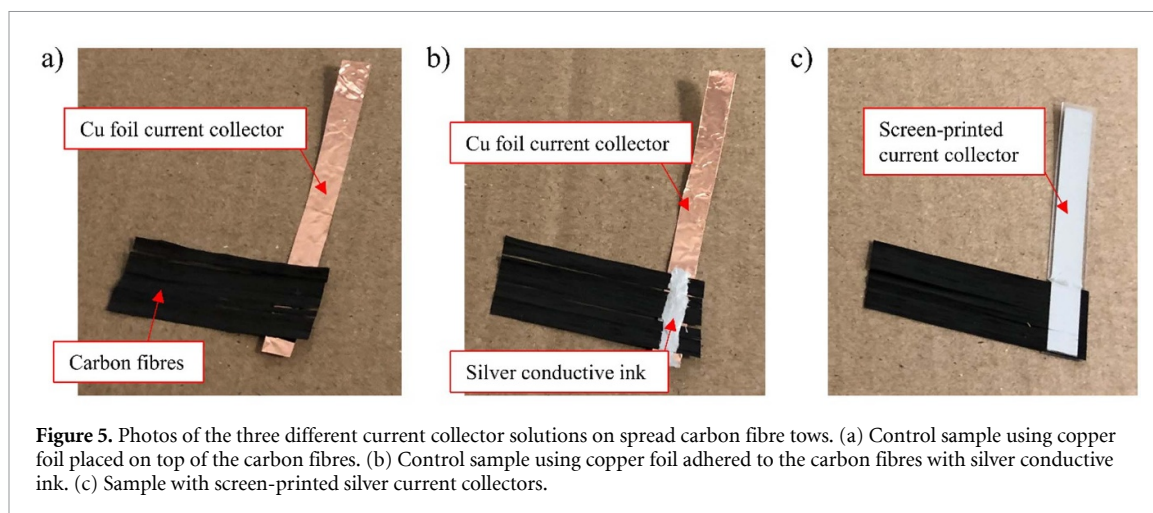 a)
Cu foil current collector
Carbon fibres
b)
Cu foil current collector
Silver conductive ink
c)
Screen-printed
current collector
Figure 5. Photos of the three different current collector solutions on spread carbon fibre tows. (a) Control sample using copper
foil placed on top of the carbon fibres. (b) Control sample using copper foil adhered to the carbon fibres with silver conductive
ink. (c) Sample with screen-printed silver current collectors.